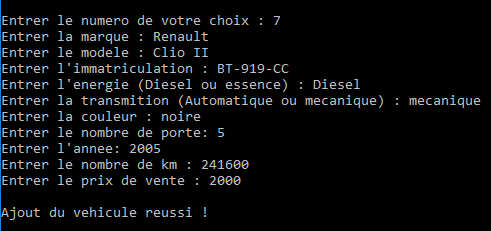 Entrer le numero de votre choix : 7
Entrer la marque : Renault
Entrer le modele : Clio II
Entrer l'immatriculation : BT-919-CC
Entrer l'energie (Diesel ou essence) : Diesel
Entrer la transmition (Automatique ou mecanique) : mecanique
Entrer la couleur : noire
Entrer le nombre de porte: 5
Entrer l'annee: 2005
Entrer le nombre de km : 241600
Entrer le prix de vente : 2000
Ajout du vehicule reussi !